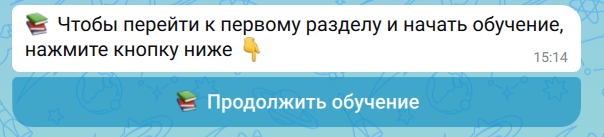 📚 Чтобы перейти к первому разделу и начать обучение,
нажмите кнопку ниже 👇
15:14
📚 Продолжить обучение